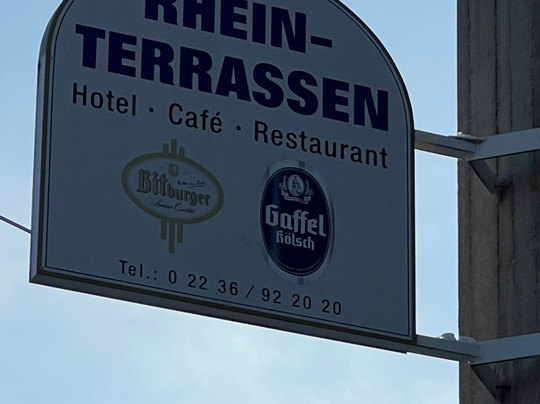 RHEIN-
TERRASSEN
Hotel · Café · Restaurant
Bitburger
Gaffel
Kölsch
Tel.: 0 22 36 / 92 20 20